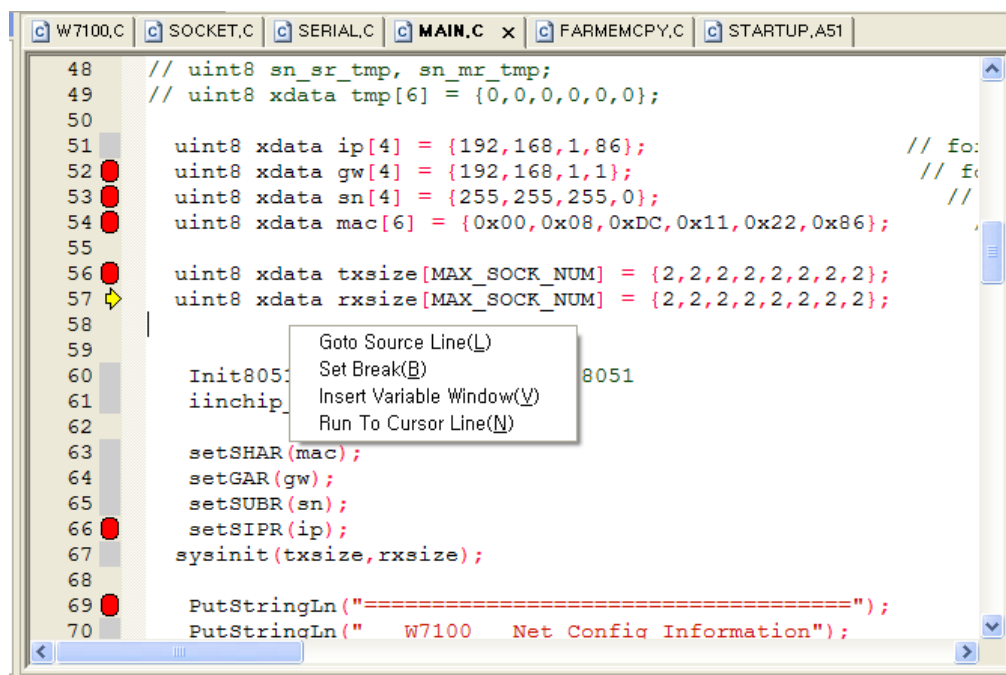 W7100,C SOCKET,C SERIAL,C MAIN,C x FARMEMCPY,C STARTUP,A51
48 // uint8 sn_sr_tmp, sn_mr_tmp;
49 // uint8 xdata tmp[6] = {0,0,0,0,0,0};
50
51 uint8 xdata ip[4] = {192,168,1,86}; // for
52 uint8 xdata gw[4] = {192,168,1,1}; // fo
53 uint8 xdata sn[4] = {255,255,255,0}; //
54 uint8 xdata mac[6] = {0x00,0x08,0xDC,0x11,0x22,0x86}; /
55
56 uint8 xdata txsize[MAX_SOCK_NUM] = {2,2,2,2,2,2,2,2};
57 uint8 xdata rxsize[MAX_SOCK_NUM] = {2,2,2,2,2,2,2,2};
58
59
Goto Source Line(L)
Set Break(B)
Insert Variable Window(V)
Run To Cursor Line(N)
60 Init8051 8051
61 iinchip_
62
63 setSHAR(mac);
64 setGAR(gw);
65 setSUBR(sn);
66 setSIPR(ip);
67 sysinit(txsize,rxsize);
68
69 PutStringLn("====================================");
70 PutStringLn("   W7100   Net Config Information");